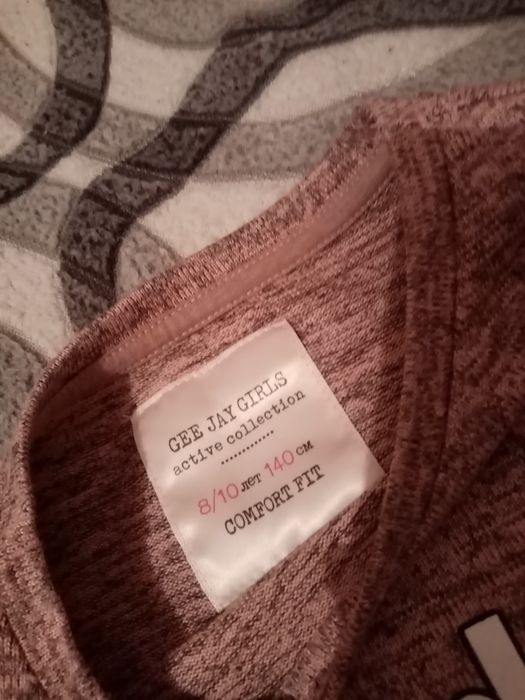 GEE JAY GIRLS
active collection
8/10 лет 140 см
COMFORT FIT